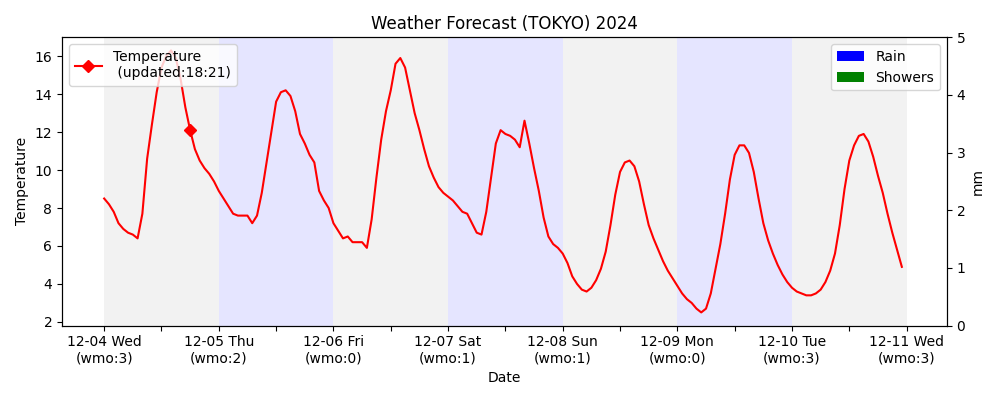 Weather Forecast (TOKYO) 2024
Temperature
(updated:18:21)
Rain
Showers
16
14
12
10
8
6
4
2
Temperature
5
4
3
2
1
0
mm
12-04 Wed
(wmo:3)
12-05 Thu
(wmo:2)
12-06 Fri
(wmo:0)
12-07 Sat
(wmo:1)
12-08 Sun
(wmo:1)
12-09 Mon
(wmo:0)
12-10 Tue
(wmo:3)
12-11 Wed
(wmo:3)
Date